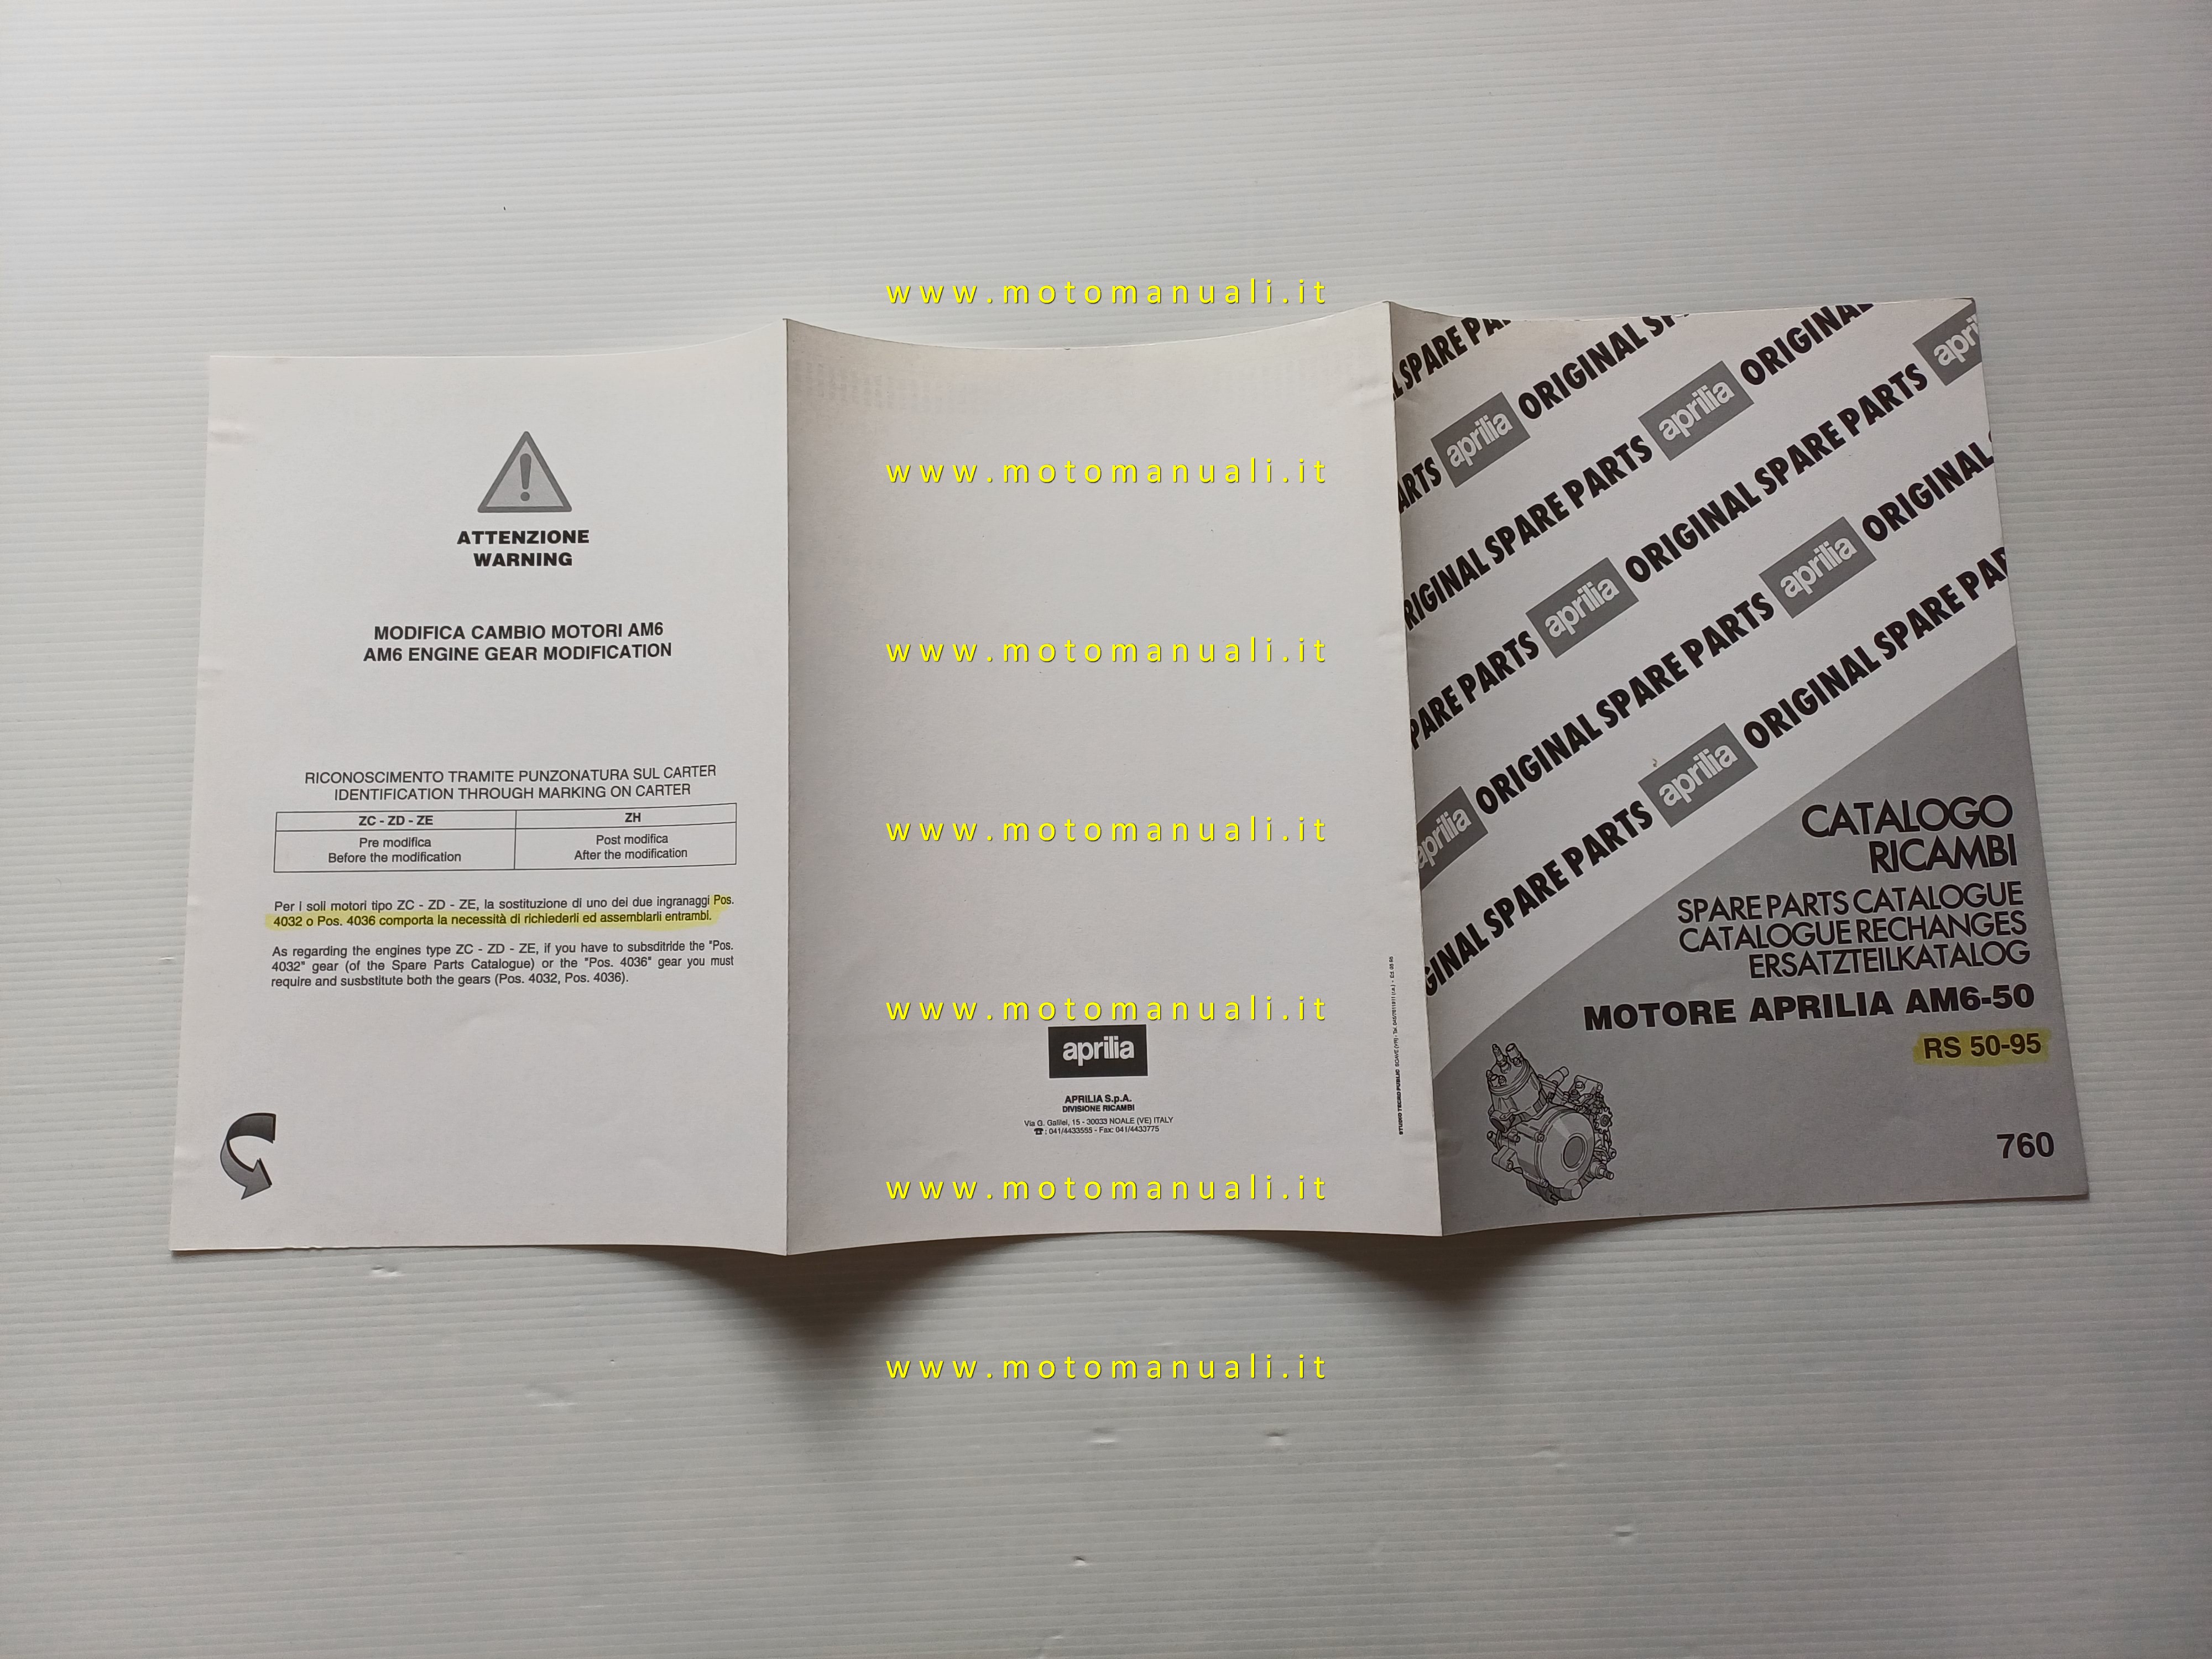 ATTENZIONE
WARNING
MODIFICA CAMBIO MOTORI AM6
AM6 ENGINE GEAR MODIFICATION
RICONOSCIMENTO TRAMITE PUNZONATURA SUL CARTER
IDENTIFICATION THROUGH MARKING ON CARTER
ZC - ZD - ZE
ZH
Pre modifica
Before the modification
Post modifica
After the modification
Per I soli motori tipo ZC - ZD - ZE, la sostituzione di uno dei due ingranaggi Pos.
4032 o Pos. 4036 comporta la necessità di richiederli ed assemblarli entrambi.
As regarding the engines type ZC - ZD - ZE, if you have to subsditride the "Pos.
4032" gear (of the Spare Parts Catalogue) or the "Pos. 4036" gear you must
require and susbstitute both the gears (Pos. 4032, Pos. 4036).
www.motomanuali.it
www.motomanuali.it
www.motomanuali.it
www.motomanuali.it
www.motomanuali.it
www.motomanuali.it
www.motomanuali.it
aprilia
APRILIA S.p.A.
DIVISIONE RICAMBI
Via G. Galilei, 15 - 30033 NOALE (VE) ITALY
☎: 041/4433555 - Fax: 041/4433775
L SPARE PA
ARTS aprilia ORIGINAL SP
RIGINAL SPARE PARTS aprilia ORIGINAL
PARE PARTS aprilia ORIGINAL SPARE PARTS apri
aprilia ORIGINAL SPARE PARTS aprilia ORIGINAL
GINAL SPARE PARTS aprilia ORIGINAL SPARE PAR
CATALOGO
RICAMBI
SPARE PARTS CATALOGUE
CATALOGUE RECHANGES
ERSATZTEILKATALOG
MOTORE APRILIA AM6-50
RS 50-95
760